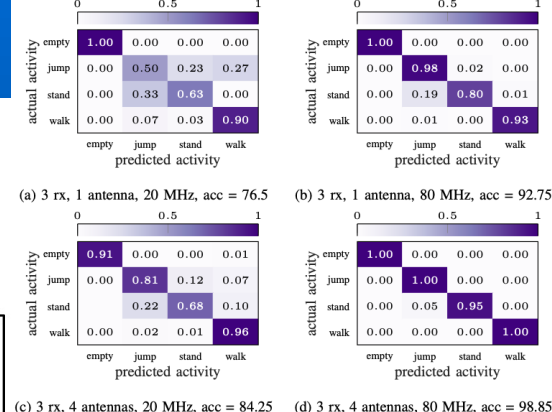 0 0.5 1
0 0.5 1
actual activity
empty 1.00 0.00 0.00 0.00
jump 0.00 0.50 0.23 0.27
stand 0.00 0.33 0.63 0.00
walk 0.00 0.07 0.03 0.90
empty jump stand walk
predicted activity
(a) 3 rx, 1 antenna, 20 MHz, acc = 76.5
actual activity
empty 1.00 0.00 0.00 0.00
jump 0.00 0.98 0.02 0.00
stand 0.00 0.19 0.80 0.01
walk 0.00 0.01 0.00 0.93
empty jump stand walk
predicted activity
(b) 3 rx, 1 antenna, 80 MHz, acc = 92.75
0 0.5 1
0 0.5 1
actual activity
empty 0.91 0.00 0.00 0.01
jump 0.00 0.81 0.12 0.07
stand 0.22 0.68 0.10
walk 0.00 0.02 0.01 0.96
empty jump stand walk
predicted activity
(c) 3 rx, 4 antennas, 20 MHz, acc = 84.25
actual activity
empty 1.00 0.00 0.00 0.00
jump 0.00 1.00 0.00 0.00
stand 0.00 0.05 0.95 0.00
walk 0.00 0.00 0.00 1.00
empty jump stand walk
predicted activity
(d) 3 rx, 4 antennas, 80 MHz, acc = 98.85